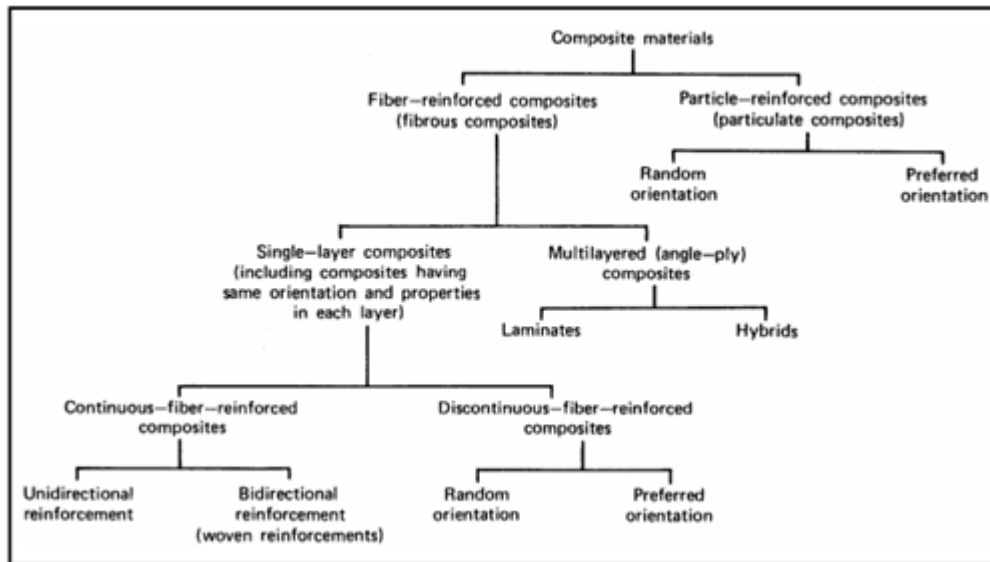 Composite materials
Fiber—reinforced composites
(fibrous composites)
Particle—reinforced composites
(particulate composites)
Random
orientation
Preferred
orientation
Single—layer composites
(including composites having
same orientation and properties
in each layer)
Multilayered (angle—ply)
composites
Laminates
Hybrids
Continuous—fiber—reinforced
composites
Discontinuous—fiber—reinforced
composites
Unidirectional
reinforcement
Bidirectional
reinforcement
(woven reinforcements)
Random
orientation
Preferred
orientation